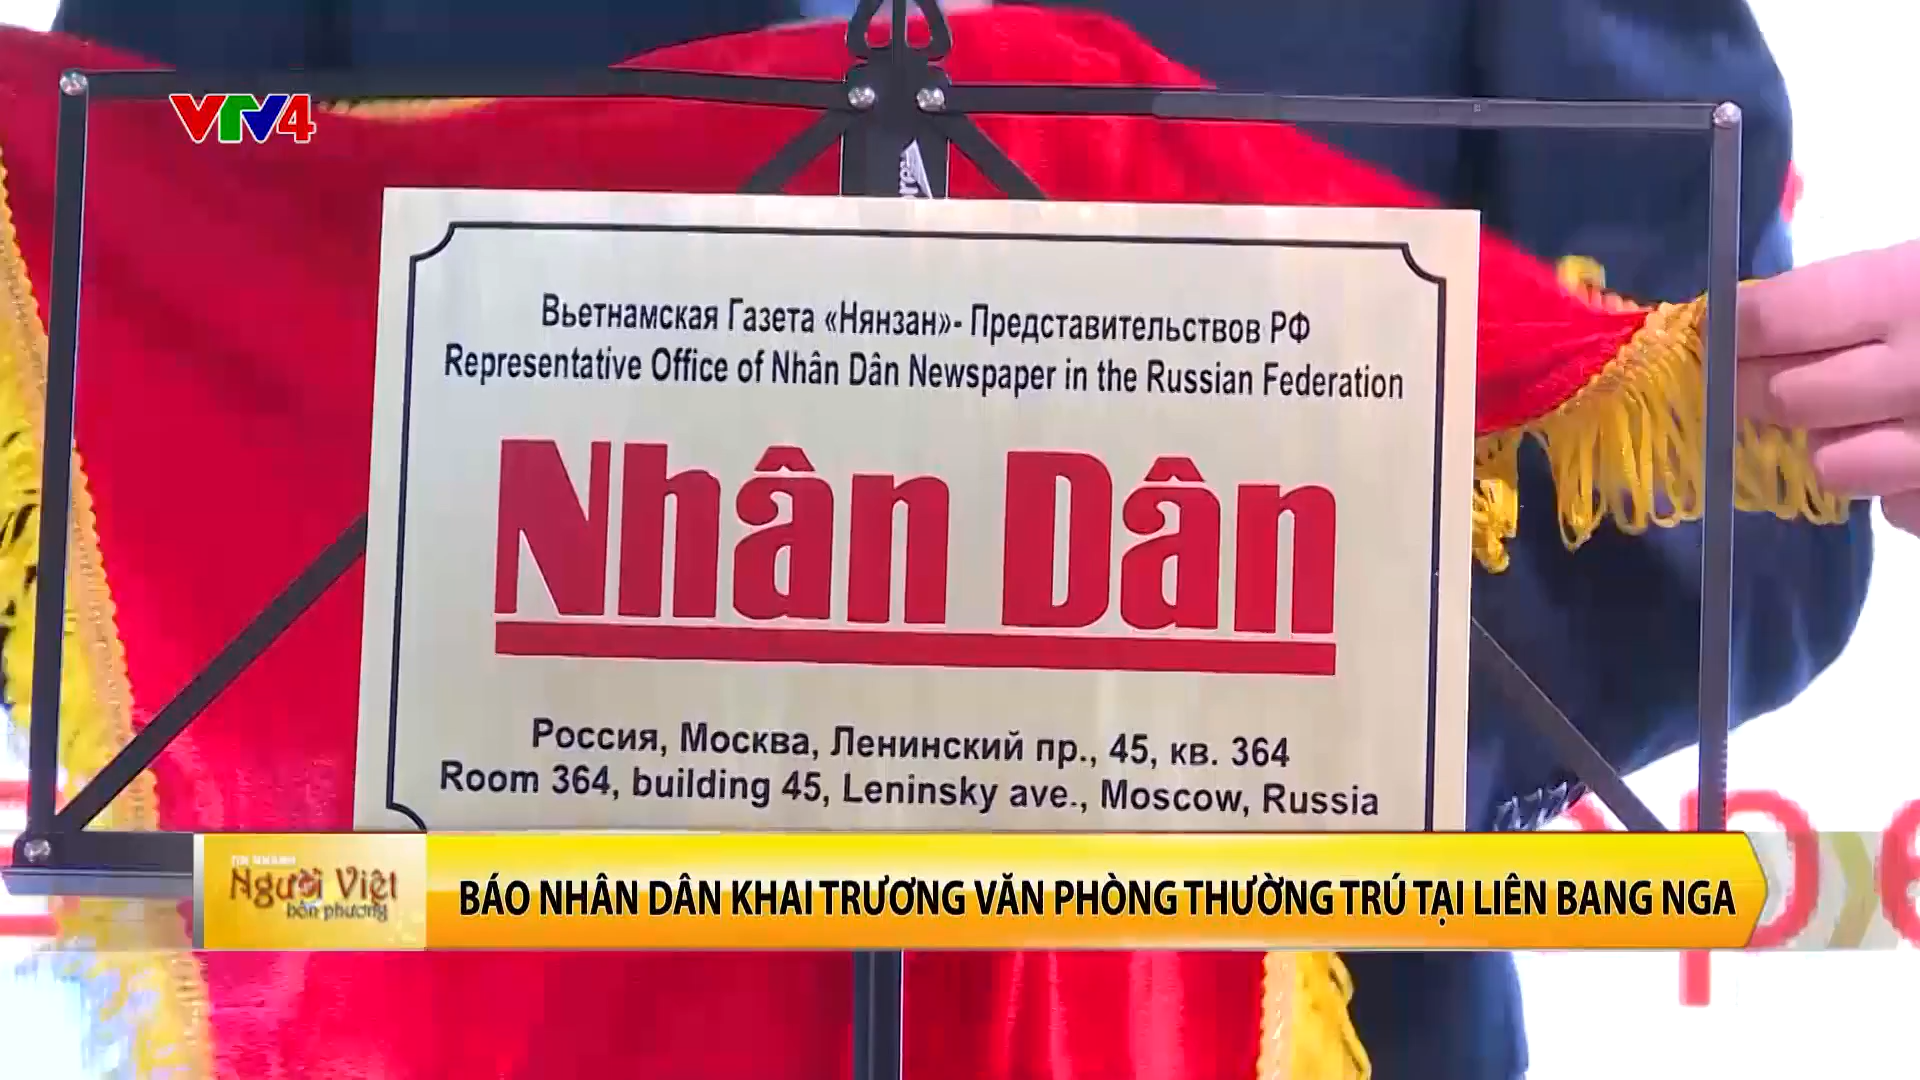 VTV4
Вьетнамская Газета «Нянзан»- Представительствов РФ
Representative Office of Nhân Dân Newspaper in the Russian Federation
Nhân Dân
Россия, Москва, Ленинский пр., 45, кв. 364
Room 364, building 45, Leninsky ave., Moscow, Russia
TIN NHANH
Người Việt
bốn phương
BÁO NHÂN DÂN KHAI TRƯƠNG VĂN PHÒNG THƯỜNG TRÚ TẠI LIÊN BANG NGA